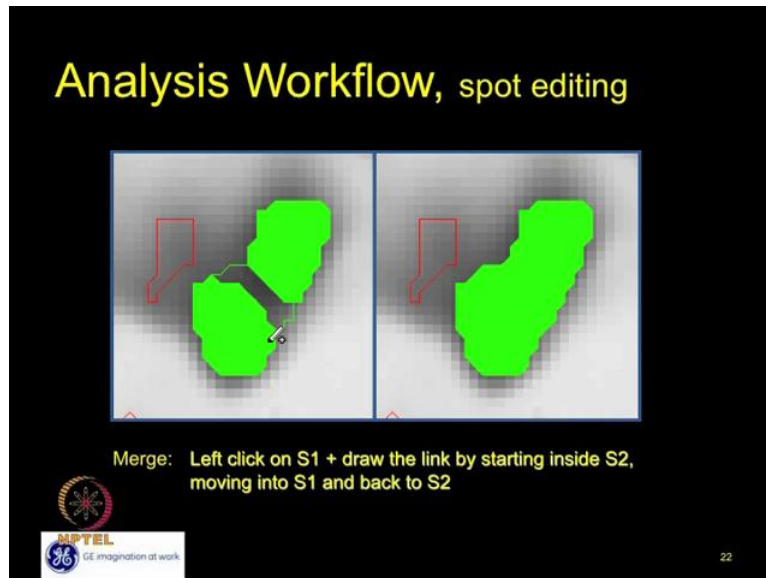 Analysis Workflow, spot editing
Merge: Left click on S1 + draw the link by starting inside S2,
moving into S1 and back to S2
NPTEL
GE imagination at work
22